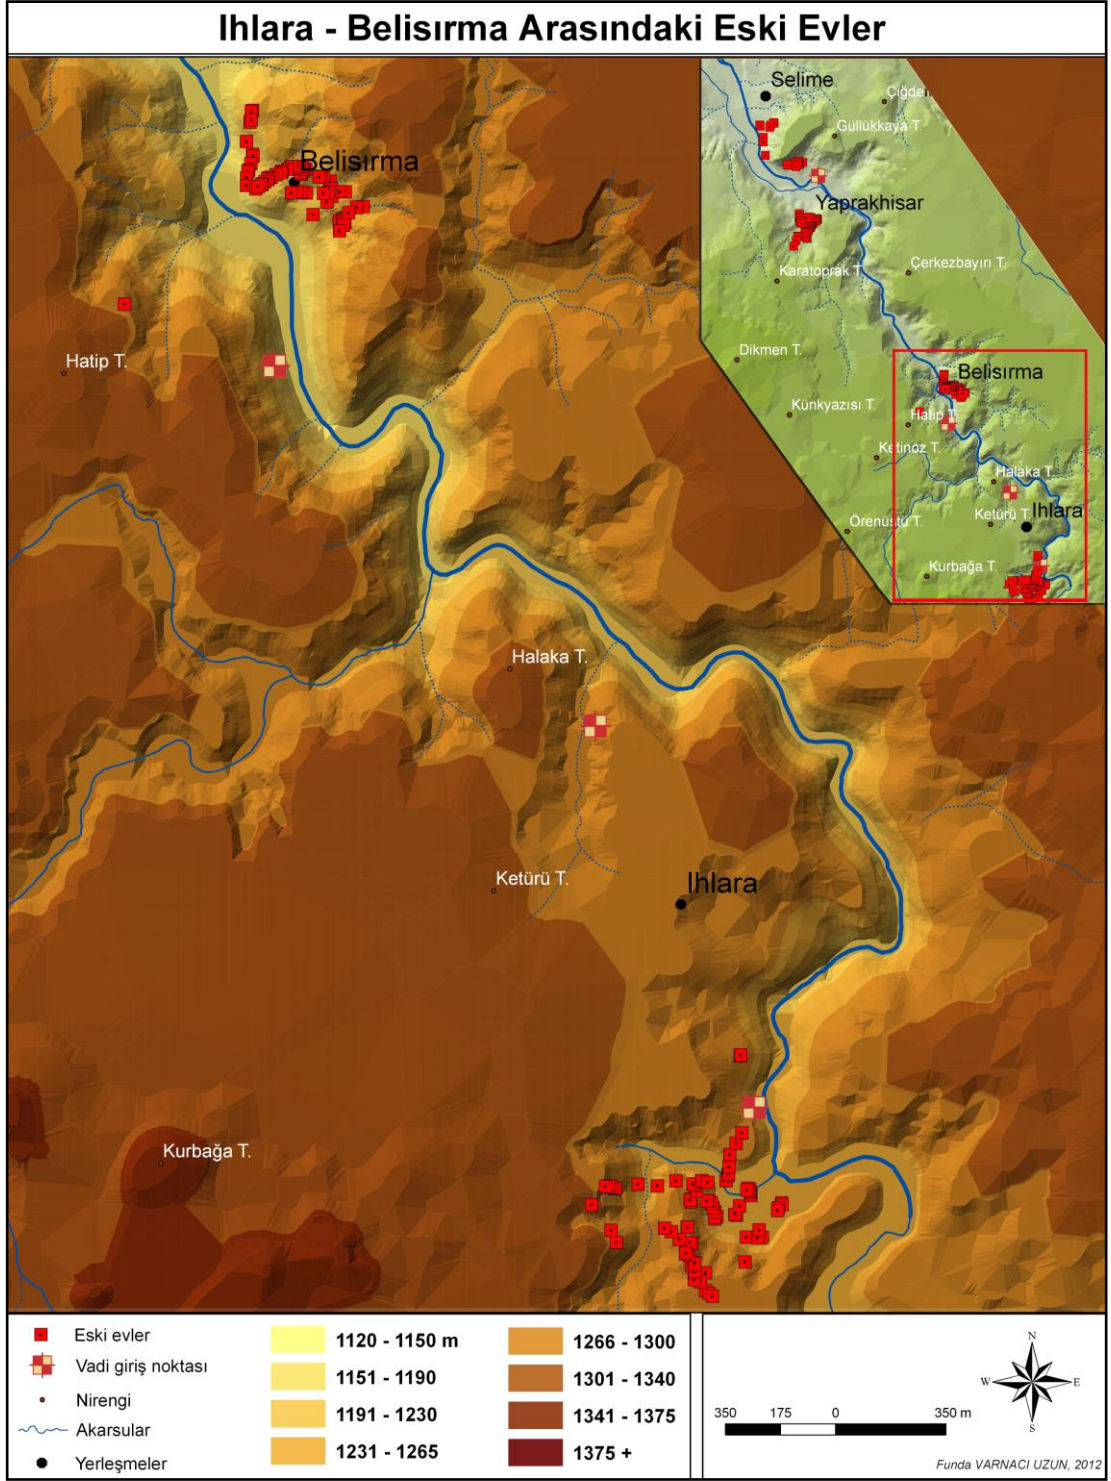 Ihlara - Belisırma Arasındaki Eski Evler
Selime
Güllükkaya T.
Yaprakhisar
Karatoprak T.
Çerkezbayırı T.
Dikmen T.
Belisırma
Künkyazısı T.
Hatip T.
Ketinöz T.
Halaka T.
Ketürü T.
Ihlara
Örenüstü T.
Kurbağa T.
Belisırma
Hatip T.
Halaka T.
Ketürü T.
Ihlara
Kurbağa T.
Eski evler
Vadi giriş noktası
Nirengi
Akarsular
Yerleşmeler
1120 - 1150 m
1151 - 1190
1191 - 1230
1231 - 1265
1266 - 1300
1301 - 1340
1341 - 1375
1375 +
350 175 0 350 m
N
W E
S
Funda VARNACI UZUN, 2012